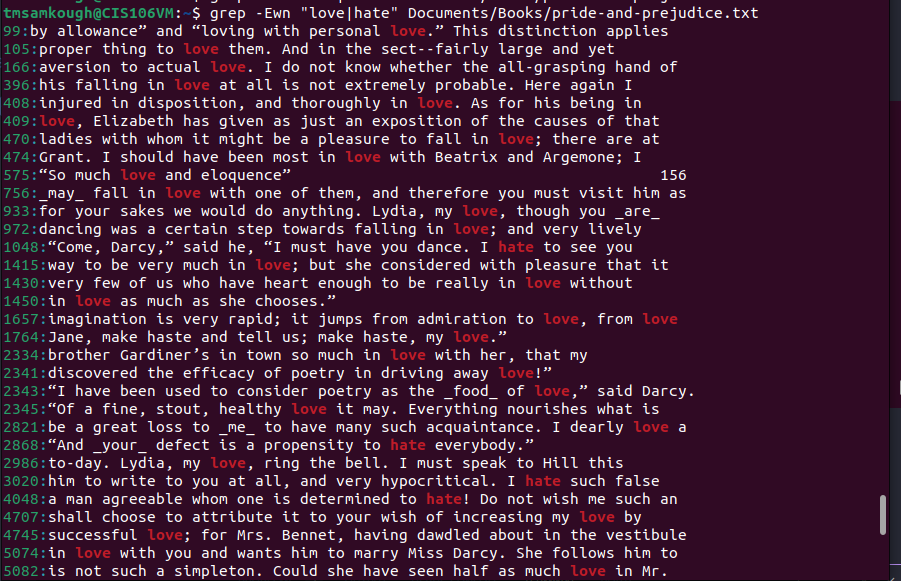 tmsamkough@CIS106VM:~$ grep -Ewn "love|hate" Documents/Books/pride-and-prejudice.txt
99:by allowance” and “loving with personal love.” This distinction applies
105:proper thing to love them. And in the sect--fairly large and yet
166:aversion to actual love. I do not know whether the all-grasping hand of
396:his falling in love at all is not extremely probable. Here again I
408:injured in disposition, and thoroughly in love. As for his being in
409:love, Elizabeth has given as just an exposition of the causes of that
470:ladies with whom it might be a pleasure to fall in love; there are at
474:Grant. I should have been most in love with Beatrix and Argemone; I
575:“So much love and eloquence” 156
756:_may_ fall in love with one of them, and therefore you must visit him as
933:for your sakes we would do anything. Lydia, my love, though you _are_
972:dancing was a certain step towards falling in love; and very lively
1048:“Come, Darcy,” said he, “I must have you dance. I hate to see you
1415:way to be very much in love; but she considered with pleasure that it
1430:very few of us who have heart enough to be really in love without
1450:in love as much as she chooses.”
1657:imagination is very rapid; it jumps from admiration to love, from love
1764:Jane, make haste and tell us; make haste, my love.”
2334:brother Gardiner’s in town so much in love with her, that my
2341:discovered the efficacy of poetry in driving away love!”
2343:“I have been used to consider poetry as the _food_ of love,” said Darcy.
2345:“Of a fine, stout, healthy love it may. Everything nourishes what is
2821:be a great loss to _me_ to have many such acquaintance. I dearly love a
2868:“And _your_ defect is a propensity to hate everybody.”
2986:to-day. Lydia, my love, ring the bell. I must speak to Hill this
3020:him to write to you at all, and very hypocritical. I hate such false
4048:a man agreeable whom one is determined to hate! Do not wish me such an
4707:shall choose to attribute it to your wish of increasing my love by
4745:successful love; for Mrs. Bennet, having dawdled about in the vestibule
5074:in love with you and wants him to marry Miss Darcy. She follows him to
5082:is not such a simpleton. Could she have seen half as much love in Mr.